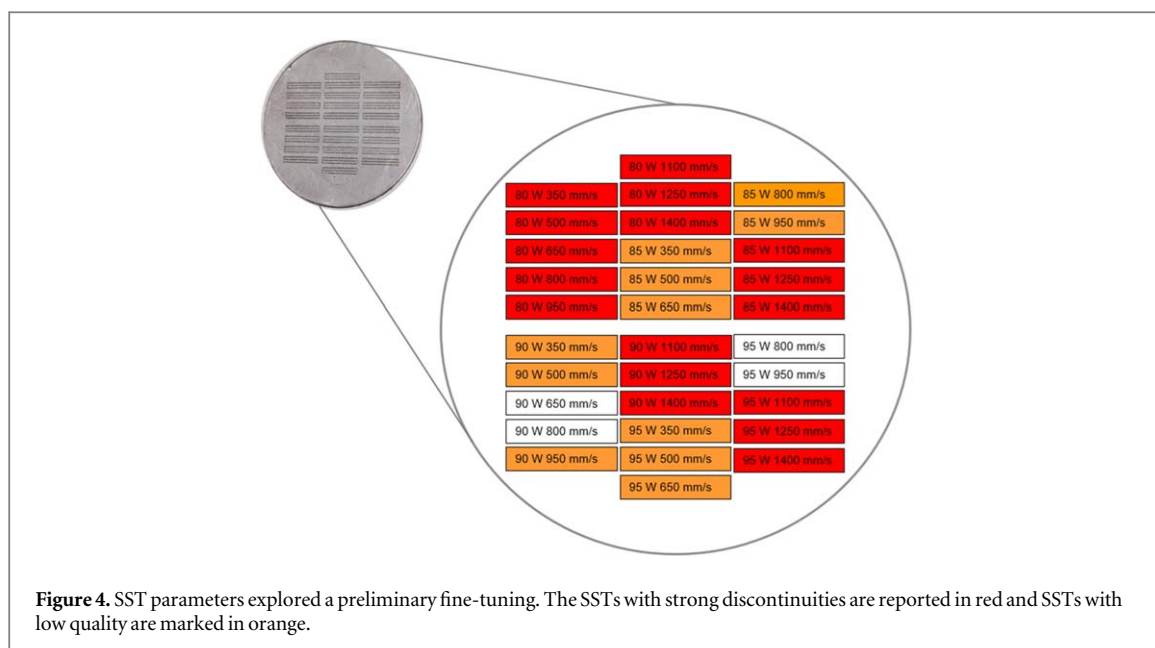 80 W 1100 mm/s
80 W 350 mm/s 80 W 1250 mm/s 85 W 800 mm/s
80 W 500 mm/s 80 W 1400 mm/s 85 W 950 mm/s
80 W 650 mm/s 85 W 350 mm/s 85 W 1100 mm/s
80 W 800 mm/s 85 W 500 mm/s 85 W 1250 mm/s
80 W 950 mm/s 85 W 650 mm/s 85 W 1400 mm/s
90 W 350 mm/s 90 W 1100 mm/s 95 W 800 mm/s
90 W 500 mm/s 90 W 1250 mm/s 95 W 950 mm/s
90 W 650 mm/s 90 W 1400 mm/s 95 W 1100 mm/s
90 W 800 mm/s 95 W 350 mm/s 95 W 1250 mm/s
90 W 950 mm/s 95 W 500 mm/s 95 W 1400 mm/s
95 W 650 mm/s
Figure 4. SST parameters explored a preliminary fine-tuning. The SSTs with strong discontinuities are reported in red and SSTs with
low quality are marked in orange.